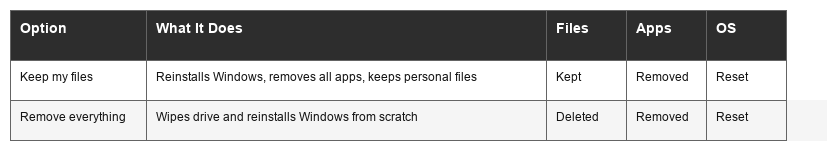 Option What It Does Files Apps OS
Keep my files Reinstalls Windows, removes all apps, keeps personal files Kept Removed Reset
Remove everything Wipes drive and reinstalls Windows from scratch Deleted Removed Reset